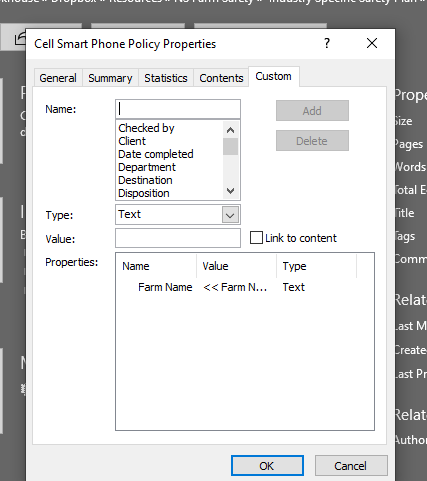 khouse » Dropbox » Resources » NS Farm Safety » Industry Specific Safety Plan »
Cell Smart Phone Policy Properties
? ×
General Summary Statistics Contents Custom
Name:
Add
Checked by
Client
Date completed
Department
Destination
Disposition
Delete
Type: Text
Value:
Link to content
Properties:
Name Value Type
Farm Name << Farm N... Text
OK Cancel
P
C
d
I
B
M
Prope
Size
Pages
Words
Total E
Title
Tags
Comm
Relat
Last M
Create
Last Pr
Relat
Author